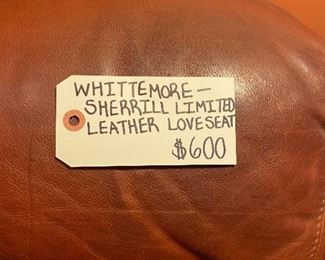 WHITTEMORE —
SHERRILL LIMITED
LEATHER LOVESEAT
$600